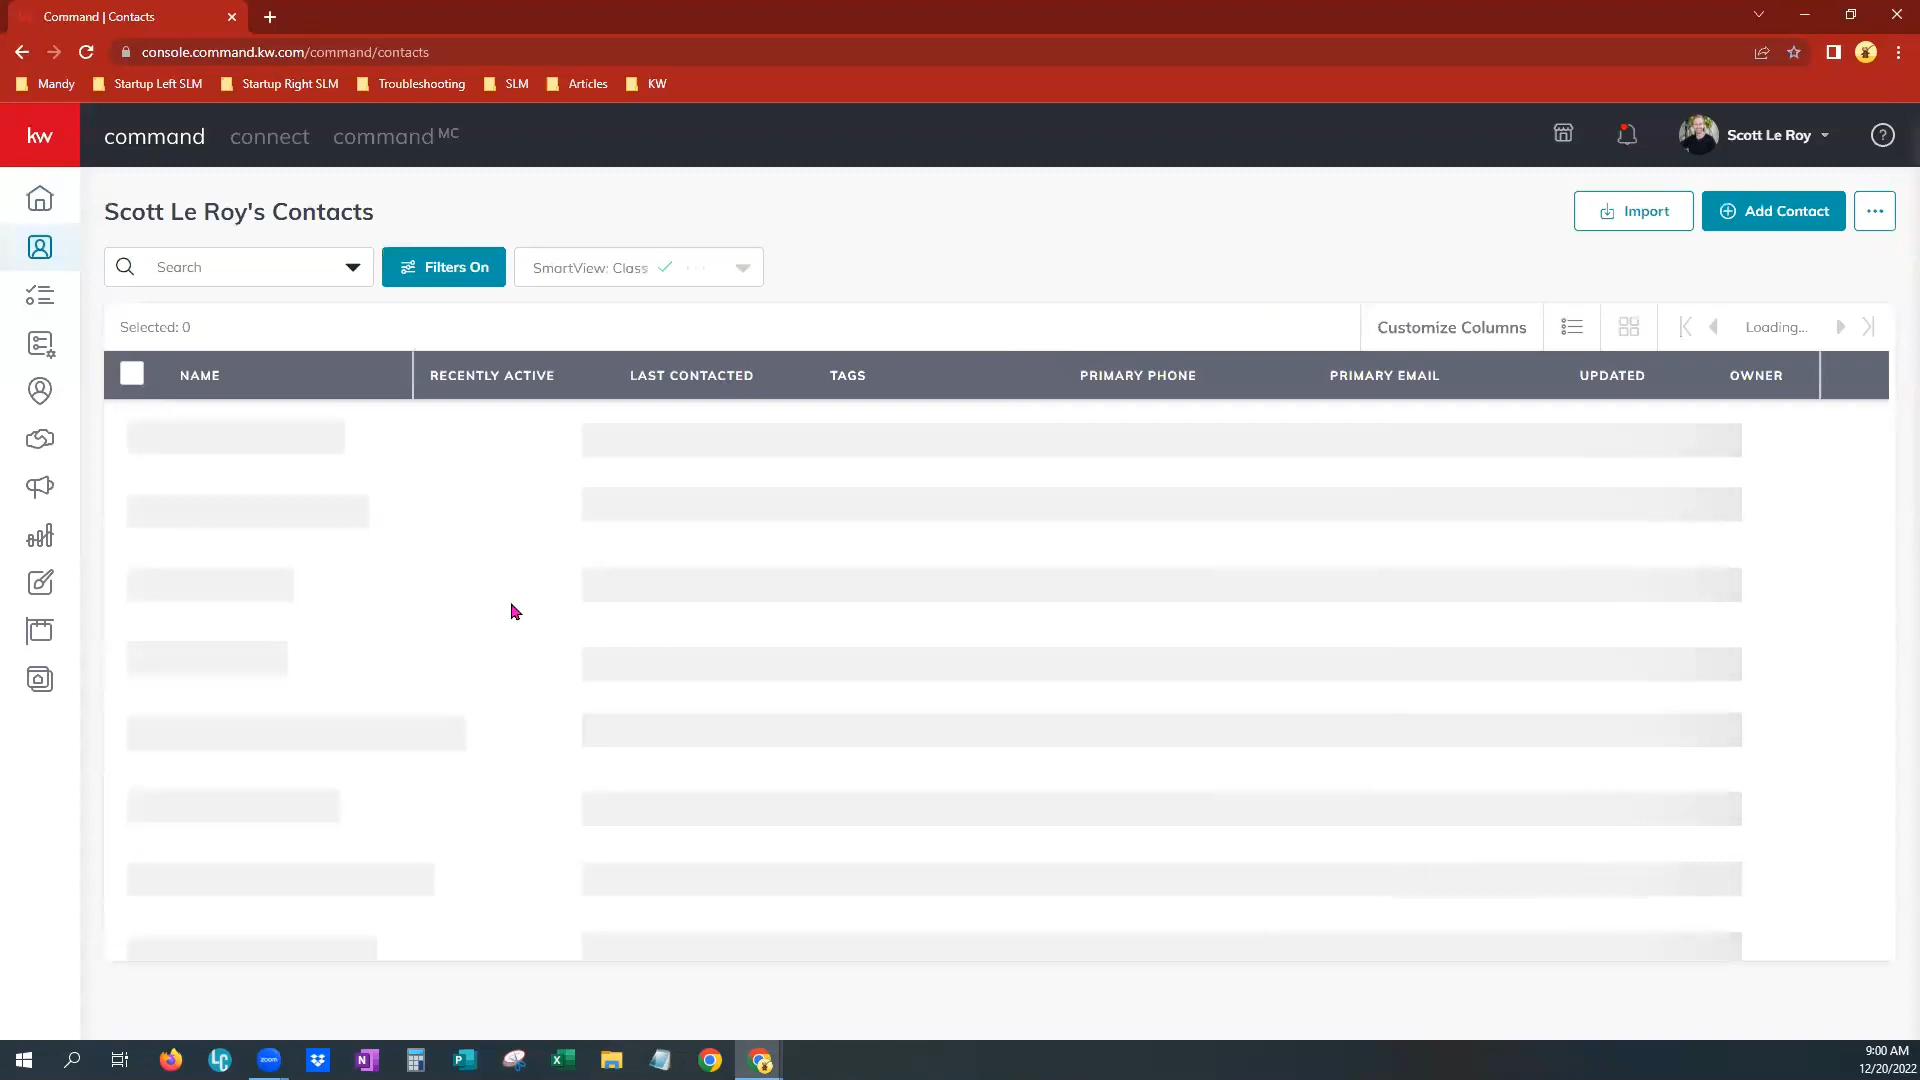 Command | Contacts
console.command.kw.com/command/contacts
Mandy
Startup Left SLM
Startup Right SLM
Troubleshooting
SLM
Articles
KW
kw
command
connect
command MC
Scott Le Roy
Scott Le Roy's Contacts
Import
Add Contact
Search
Filters On
SmartView: Class
Selected: 0
Customize Columns
Loading...
NAME
RECENTLY ACTIVE
LAST CONTACTED
TAGS
PRIMARY PHONE
PRIMARY EMAIL
UPDATED
OWNER
LC
zoom
9:00 AM
12/20/2022